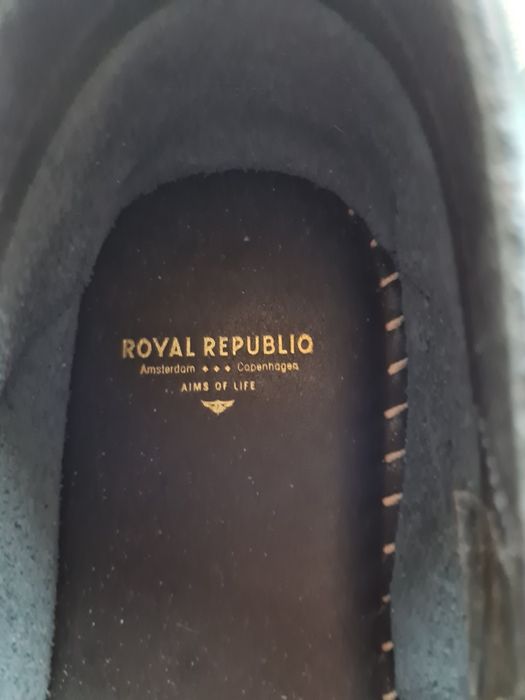 ROYAL REPUBLIQ
Amsterdam ♦ ♦ ♦ Copenhagen
AIMS OF LIFE